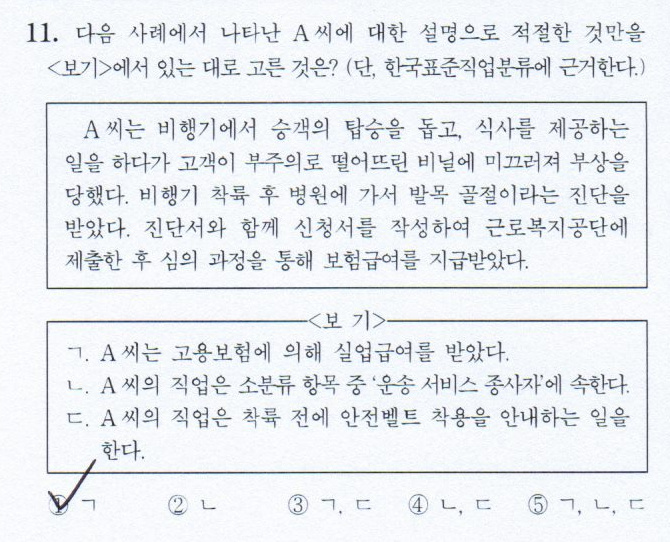 11. 다음 사례에서 나타난 A 씨에 대한 설명으로 적절한 것만을
<보기>에서 있는 대로 고른 것은? (단, 한국표준직업분류에 근거한다.)
A 씨는 비행기에서 승객의 탑승을 돕고, 식사를 제공하는
일을 하다가 고객이 부주의로 떨어뜨린 비닐에 미끄러져 부상을
당했다. 비행기 착륙 후 병원에 가서 발목 골절이라는 진단을
받았다. 진단서와 함께 신청서를 작성하여 근로복지공단에
제출한 후 심의 과정을 통해 보험급여를 지급받았다.
<보 기>
ㄱ. A 씨는 고용보험에 의해 실업급여를 받았다.
ㄴ. A 씨의 직업은 소분류 항목 중 ‘운송 서비스 종사자’에 속한다.
ㄷ. A 씨의 직업은 착륙 전에 안전벨트 착용을 안내하는 일을
한다.
① ㄱ ② ㄴ ③ ㄱ, ㄷ ④ ㄴ, ㄷ ⑤ ㄱ, ㄴ, ㄷ